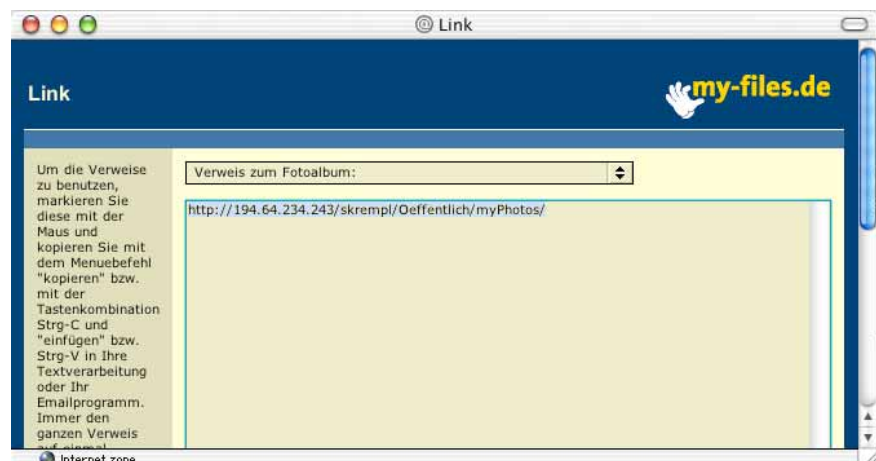 Link
Link
my-files.de
Um die Verweise
zu benutzen,
markieren Sie
diese mit der
Maus und
kopieren Sie mit
dem Menuebefehl
"kopieren" bzw.
mit der
Tastenkombination
Strg-C und
"einfügen" bzw.
Strg-V in Ihre
Textverarbeitung
oder Ihr
Emailprogramm.
Immer den
ganzen Verweis
auf einmal
Verweis zum Fotoalbum:
http://194.64.234.243/skrempl/Oeffentlich/myPhotos/
Internet zone